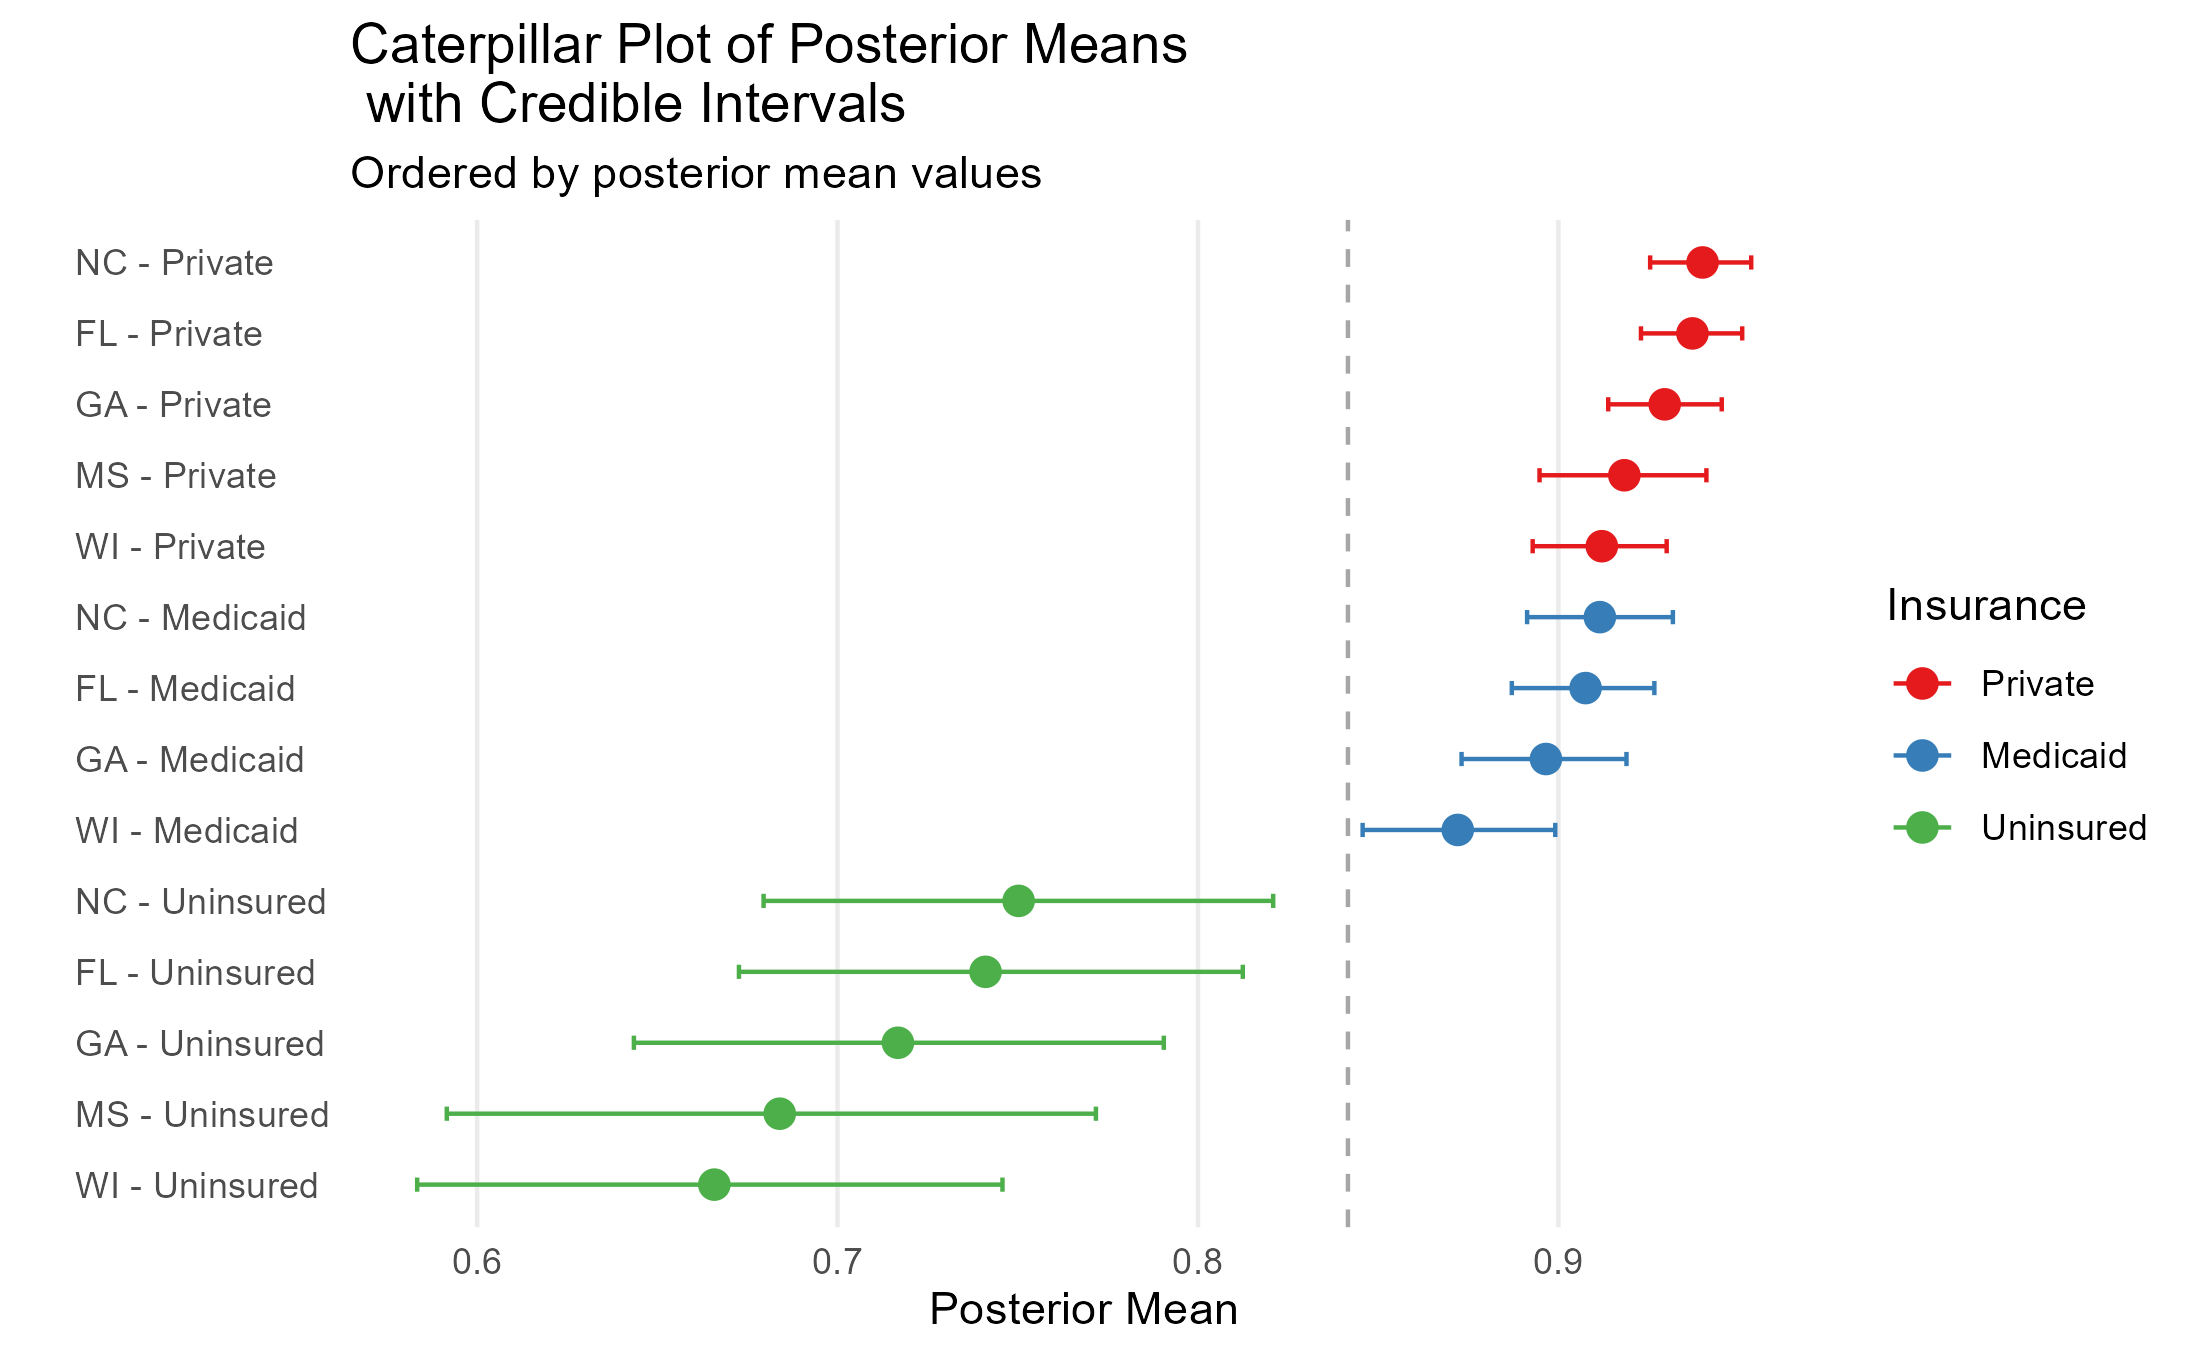 Caterpillar Plot of Posterior Means
with Credible Intervals
Ordered by posterior mean values
NC - Private
FL - Private
GA - Private
MS - Private
WI - Private
NC - Medicaid
FL - Medicaid
GA - Medicaid
WI - Medicaid
NC - Uninsured
FL - Uninsured
GA - Uninsured
MS - Uninsured
WI - Uninsured
0.6 0.7 0.8 0.9
Posterior Mean
Insurance
Private
Medicaid
Uninsured